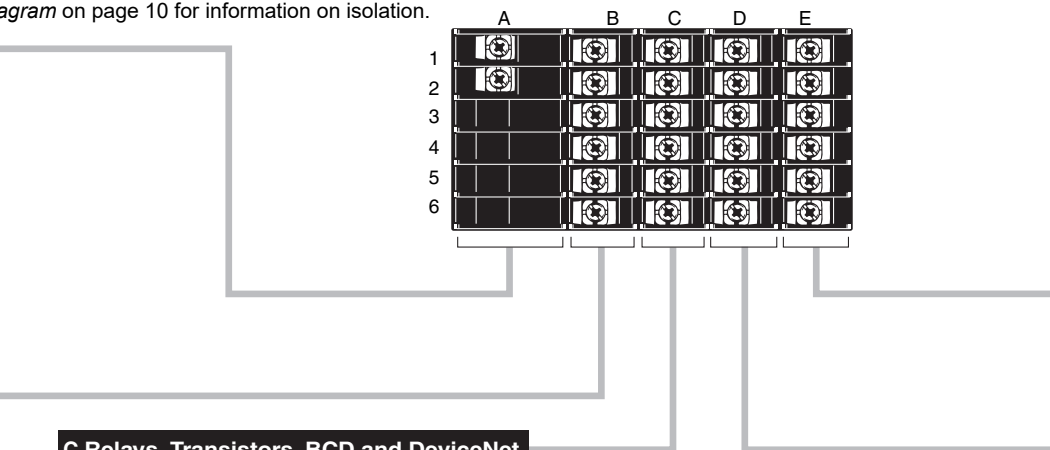 agram on page 10 for information on isolation.
A B C D E
1
2
3
4
5
6
C Relays, Transistors, BCD and DeviceNet